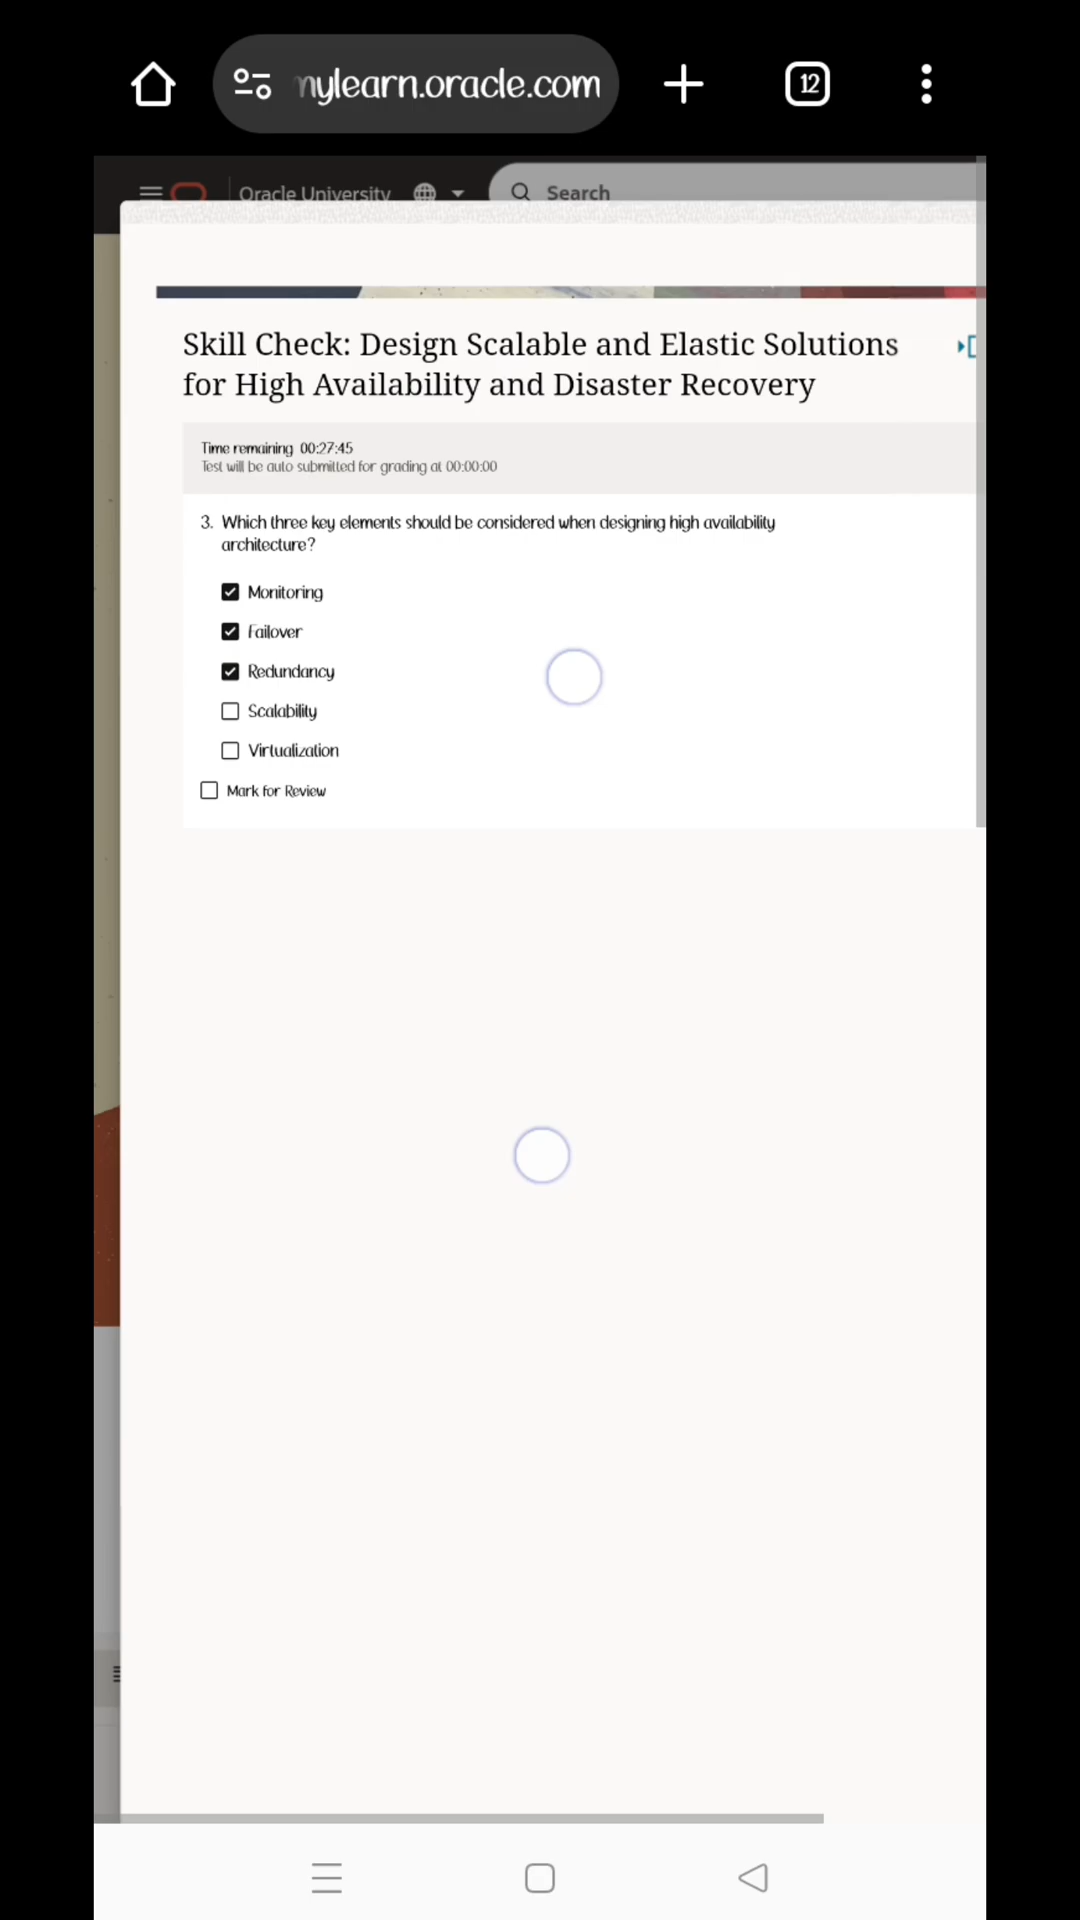 nylearn.oracle.com
12
Oracle University
Search
Skill Check: Design Scalable and Elastic Solutions
for High Availability and Disaster Recovery
Time remaining 00:27:45
Test will be auto submitted for grading at 00:00:00
3. Which three key elements should be considered when designing high availability
architecture?
Monitoring
Failover
Redundancy
Scalability
Virtualization
Mark for Review